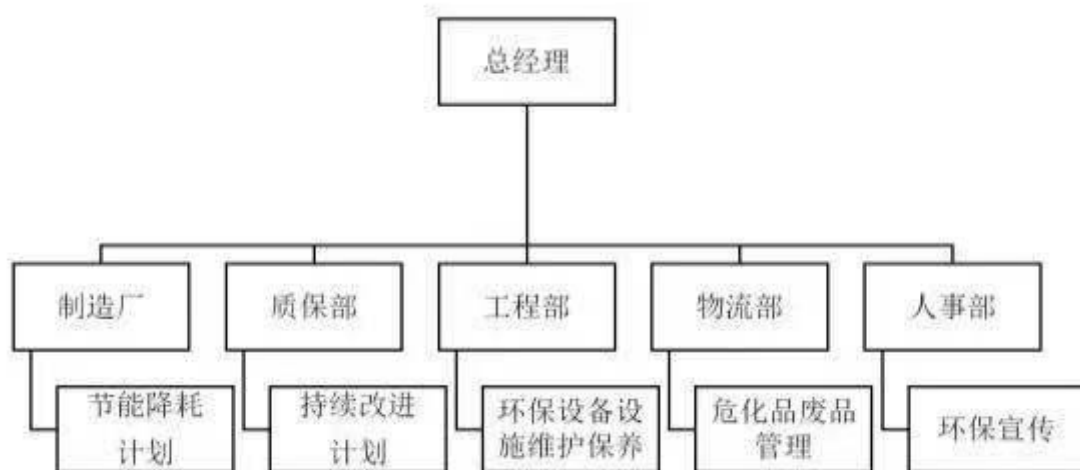 总经理
制造厂
质保部
工程部
物流部
人事部
节能降耗
计划
持续改进
计划
环保设备设
施维护保养
危化品废品
管理
环保宣传